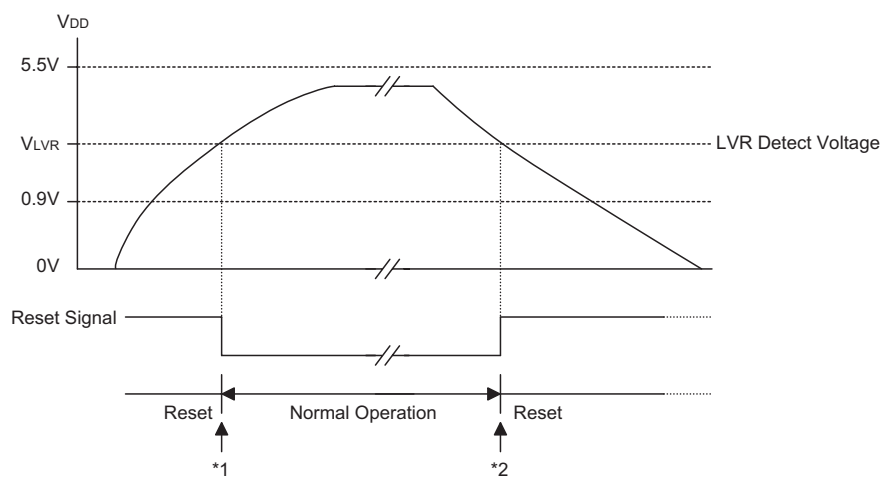 VDD
5.5V
VLVR
LVR Detect Voltage
0.9V
0V
Reset Signal
Reset
Normal Operation
Reset
*1
*2